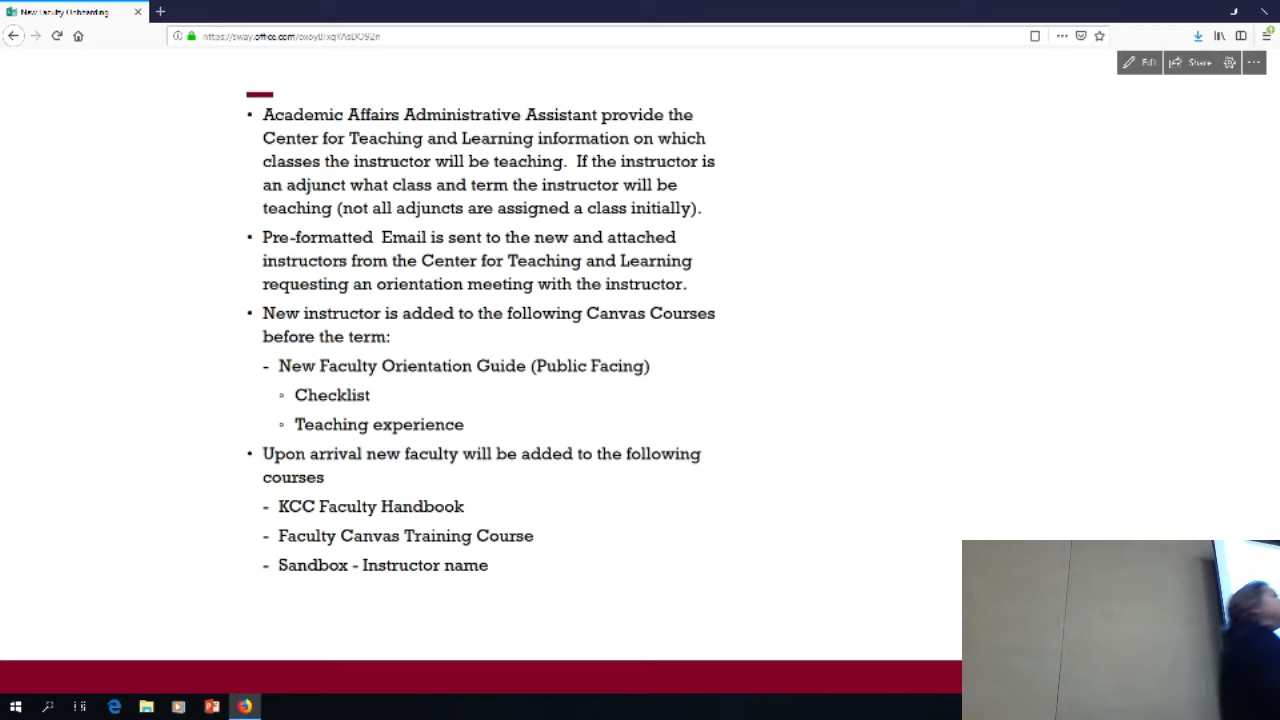 New Faculty Onboarding
Edit
Share
Academic Affairs Administrative Assistant provide the
Center for Teaching and Learning information on which
classes the instructor will be teaching. If the instructor is
an adjunct what class and term the instructor will be
teaching (not all adjuncts are assigned a class initially).
Pre-formatted Email is sent to the new and attached
instructors from the Center for Teaching and Learning
requesting an orientation meeting with the instructor.
New instructor is added to the following Canvas Courses
before the term:
- New Faculty Orientation Guide (Public Facing)
Checklist
Teaching experience
Upon arrival new faculty will be added to the following
courses
- KCC Faculty Handbook
- Faculty Canvas Training Course
- Sandbox - Instructor name